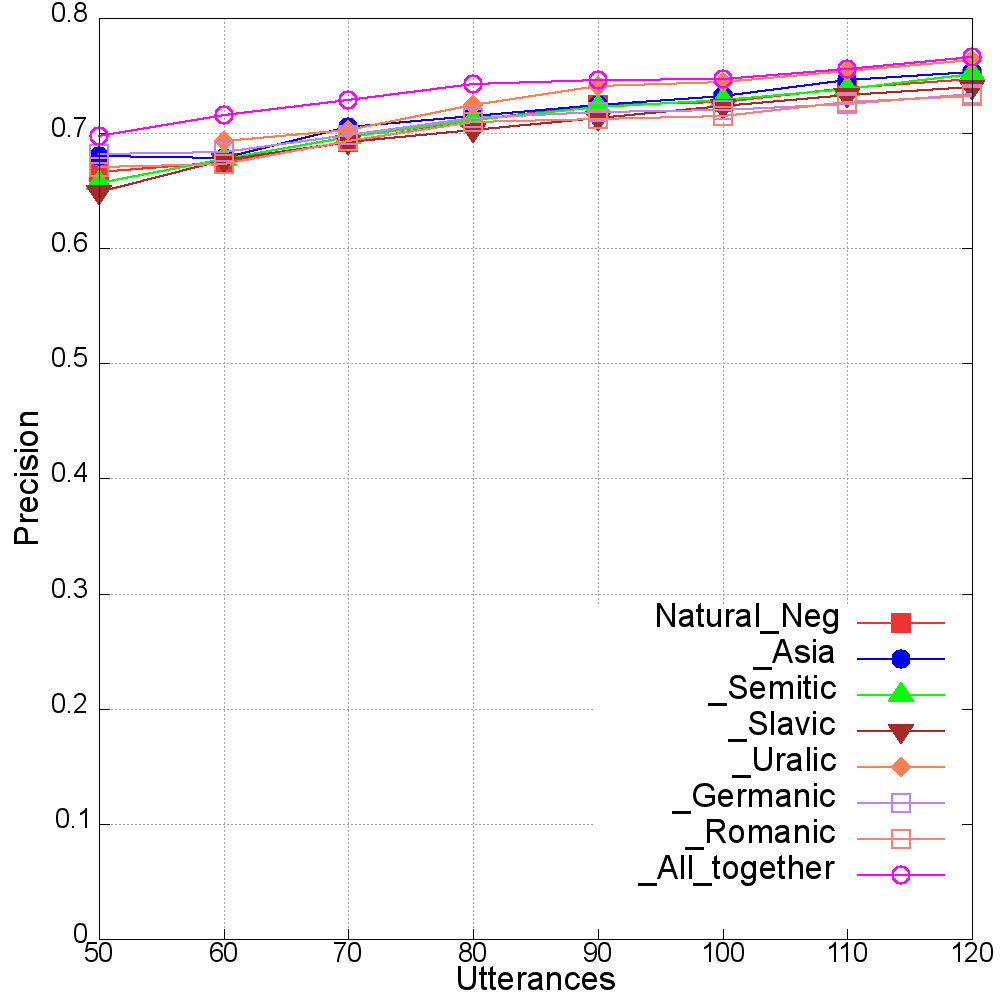 0.8
0.7
0.6
0.5
0.4
0.3
0.2
0.1
0
Precision
Natural_Neg
_Asia
_Semitic
_Slavic
_Uralic
_Germanic
_Romanic
_All_together
50 60 70 80 90 100 110 120
Utterances